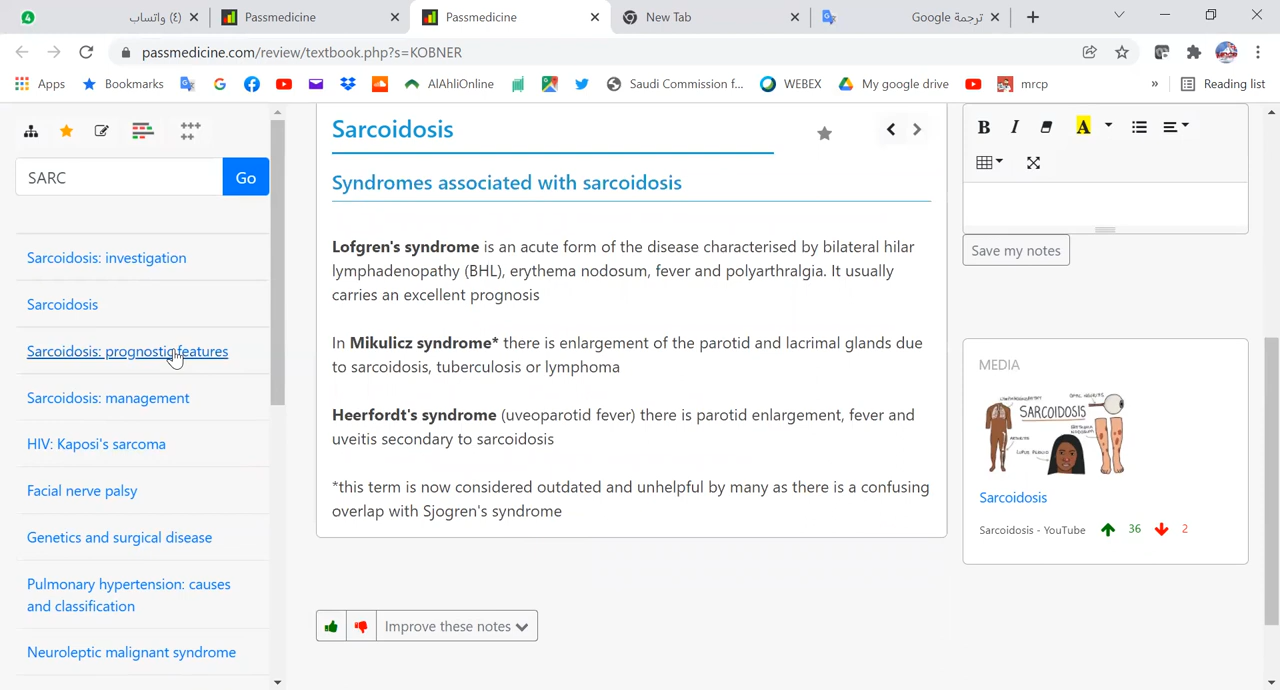 (٤) واتساب
Passmedicine
Passmedicine
New Tab
ترجمة Google
passmedicine.com/review/textbook.php?s=KOBNER
Apps
Bookmarks
AlAhliOnline
Saudi Commission f...
WEBEX
My google drive
mrcp
»
Reading list
SARC
Go
Sarcoidosis: investigation
Sarcoidosis
Sarcoidosis: prognostic features
Sarcoidosis: management
HIV: Kaposi's sarcoma
Facial nerve palsy
Genetics and surgical disease
Pulmonary hypertension: causes
and classification
Neuroleptic malignant syndrome
Sarcoidosis
Syndromes associated with sarcoidosis
Lofgren's syndrome is an acute form of the disease characterised by bilateral hilar
lymphadenopathy (BHL), erythema nodosum, fever and polyarthralgia. It usually
carries an excellent prognosis
In Mikulicz syndrome* there is enlargement of the parotid and lacrimal glands due
to sarcoidosis, tuberculosis or lymphoma
Heerfordt's syndrome (uveoparotid fever) there is parotid enlargement, fever and
uveitis secondary to sarcoidosis
*this term is now considered outdated and unhelpful by many as there is a confusing
overlap with Sjogren's syndrome
Improve these notes
B I A
Save my notes
MEDIA
SARCOIDOSIS
Sarcoidosis
Sarcoidosis - YouTube 36 2